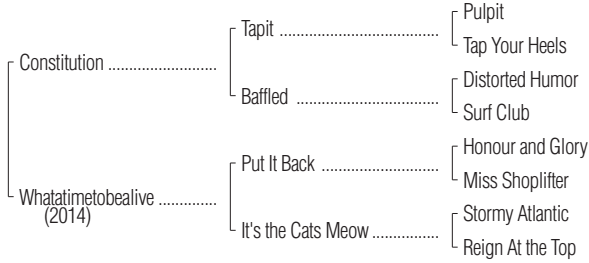 Pulpit
Tapit ............................
Tap Your Heels
Constitution ..........................
Distorted Humor
Baffled ..................................
Surf Club
Honour and Glory
Put It Back ............................
Miss Shoplifter
Whatatimetobealive ..............
(2014)
Stormy Atlantic
It's the Cats Meow ................
Reign At the Top